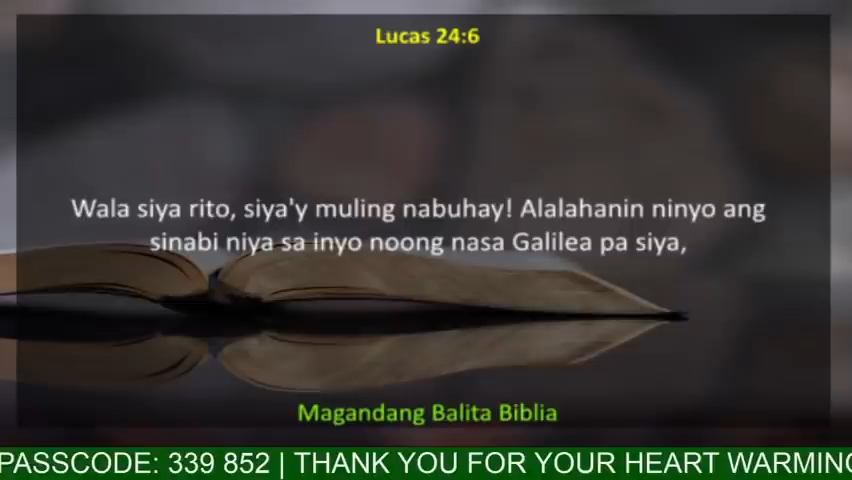 Lucas 24:6
Wala siya rito, siya'y muling nabuhay! Alalahanin ninyo ang
sinabi niya sa inyo noong nasa Galilea pa siya,
Magandang Balita Biblia
PASSCODE: 339 852 | THANK YOU FOR YOUR HEART WARMING